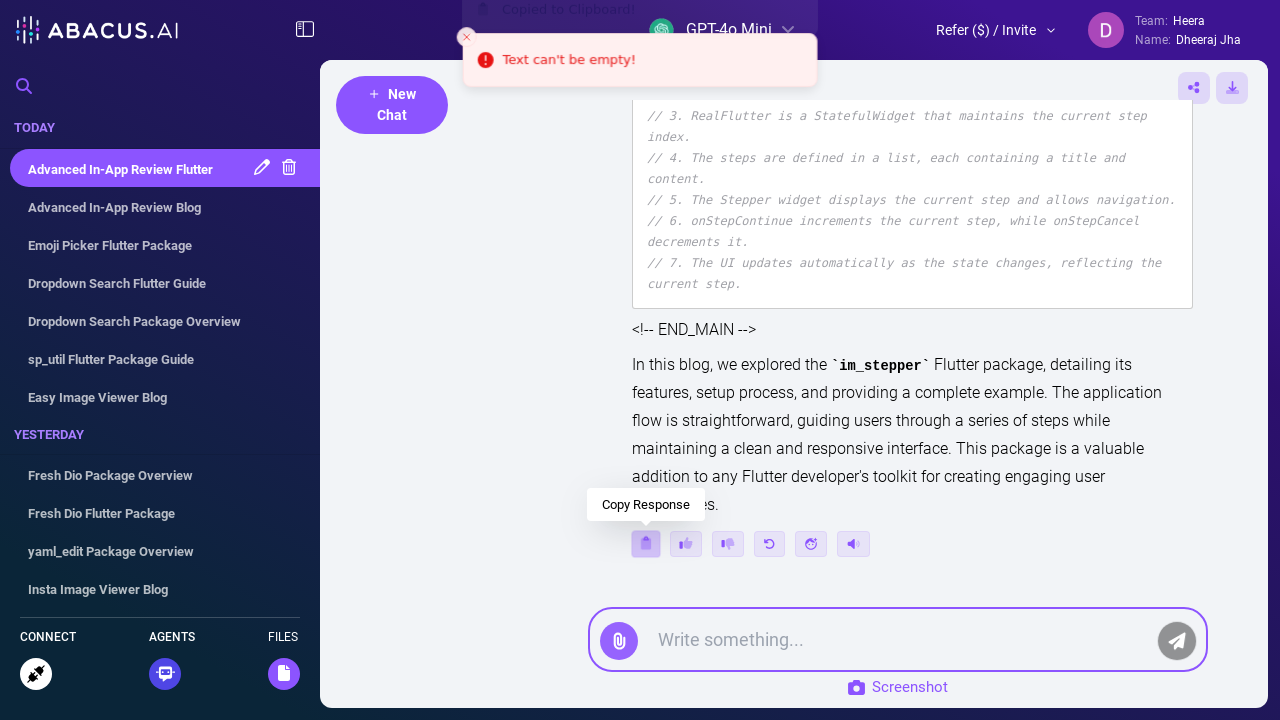 ABACUS.AI
Copied to Clipboard!
GPT-4o Mini
Text can't be empty!
Refer ($) / Invite
D
Team: Heera
Name: Dheeraj Jha
TODAY
Advanced In-App Review Flutter
Advanced In-App Review Blog
Emoji Picker Flutter Package
Dropdown Search Flutter Guide
Dropdown Search Package Overview
sp_util Flutter Package Guide
Easy Image Viewer Blog
YESTERDAY
Fresh Dio Package Overview
Fresh Dio Flutter Package
yaml_edit Package Overview
Insta Image Viewer Blog
CONNECT
AGENTS
FILES
+ New
Chat
// 3. RealFlutter is a StatefulWidget that maintains the current step
index.
// 4. The steps are defined in a list, each containing a title and
content.
// 5. The Stepper widget displays the current step and allows navigation.
// 6. onStepContinue increments the current step, while onStepCancel
decrements it.
// 7. The UI updates automatically as the state changes, reflecting the
current step.
<!-- END_MAIN -->
In this blog, we explored the `im_stepper` Flutter package, detailing its
features, setup process, and providing a complete example. The application
flow is straightforward, guiding users through a series of steps while
maintaining a clean and responsive interface. This package is a valuable
addition to any Flutter developer's toolkit for creating engaging user
es.
Copy Response
Write something...
Screenshot